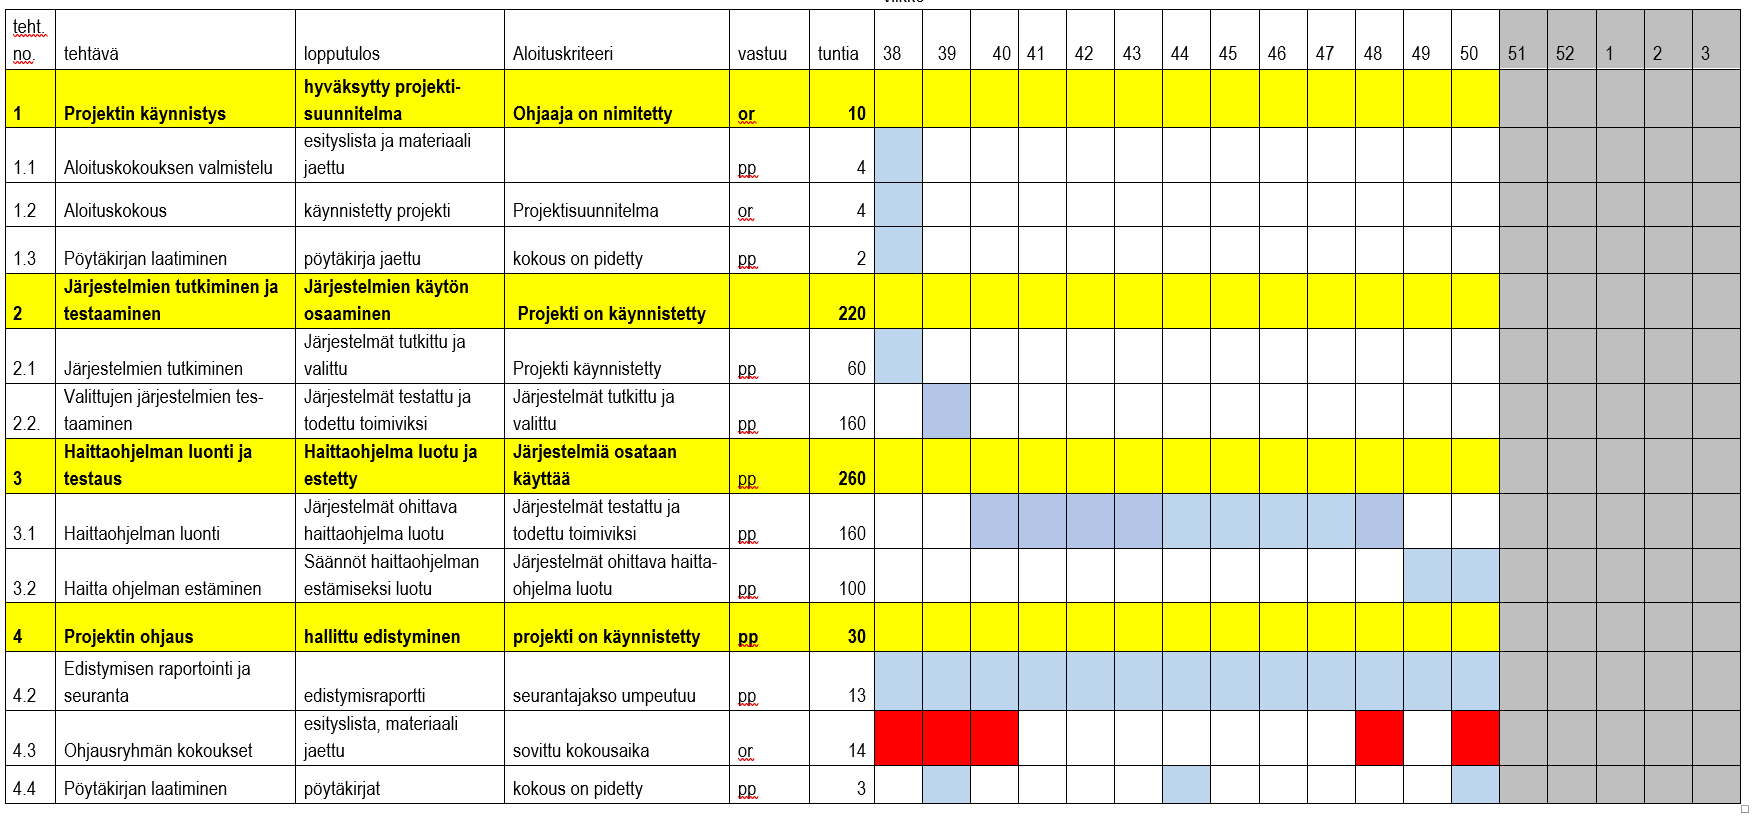 viikko
teht.
no. tehtävä lopputulos Aloituskriteeri vastuu tuntia 38 39 40 41 42 43 44 45 46 47 48 49 50 51 52 1 2 3
hyväksytty projekti-
1 Projektin käynnistys suunnitelma Ohjaaja on nimitetty or 10
esityslista ja materiaali
1.1 Aloituskokouksen valmistelu jaettu pp 4
1.2 Aloituskokous käynnistetty projekti Projektisuunnitelma or 4
1.3 Pöytäkirjan laatiminen pöytäkirja jaettu kokous on pidetty pp 2
Järjestelmien tutkiminen ja Järjestelmien käytön
2 testaaminen osaaminen Projekti on käynnistetty 220
Järjestelmät tutkittu ja
2.1 Järjestelmien tutkiminen valittu Projekti käynnistetty pp 60
Valittujen järjestelmien tes- Järjestelmät testattu ja Järjestelmät tutkittu ja
2.2. taaminen todettu toimiviksi valittu pp 160
Haittaohjelman luonti ja Haittaohjelma luotu ja Järjestelmiä osataan
3 testaus estetty käyttää pp 260
Järjestelmät ohittava Järjestelmät testattu ja
3.1 Haittaohjelman luonti haittaohjelma luotu todettu toimiviksi pp 160
Säännöt haittaohjelman Järjestelmät ohittava haitta-
3.2 Haitta ohjelman estäminen estämiseksi luotu ohjelma luotu pp 100
4 Projektin ohjaus hallittu edistyminen projekti on käynnistetty pp 30
Edistymisen raportointi ja
4.2 seuranta edistymisraportti seurantajakso umpeutuu pp 13
esityslista, materiaali
4.3 Ohjausryhmän kokoukset jaettu sovittu kokousaika or 14
4.4 Pöytäkirjan laatiminen pöytäkirjat kokous on pidetty pp 3